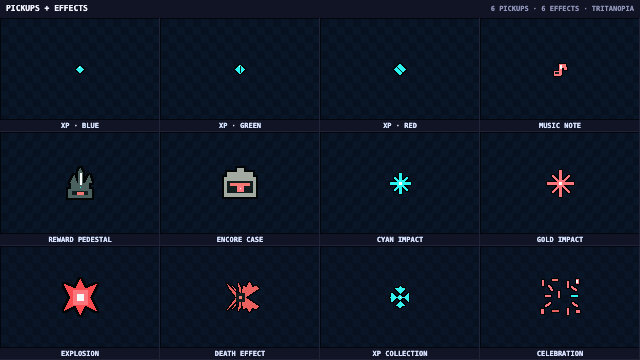 PICKUPS + EFFECTS
6 PICKUPS · 6 EFFECTS · TRITANOPIA
XP · BLUE
XP · GREEN
XP · RED
MUSIC NOTE
REWARD PEDESTAL
ENCORE CASE
CYAN IMPACT
GOLD IMPACT
EXPLOSION
DEATH EFFECT
XP COLLECTION
CELEBRATION